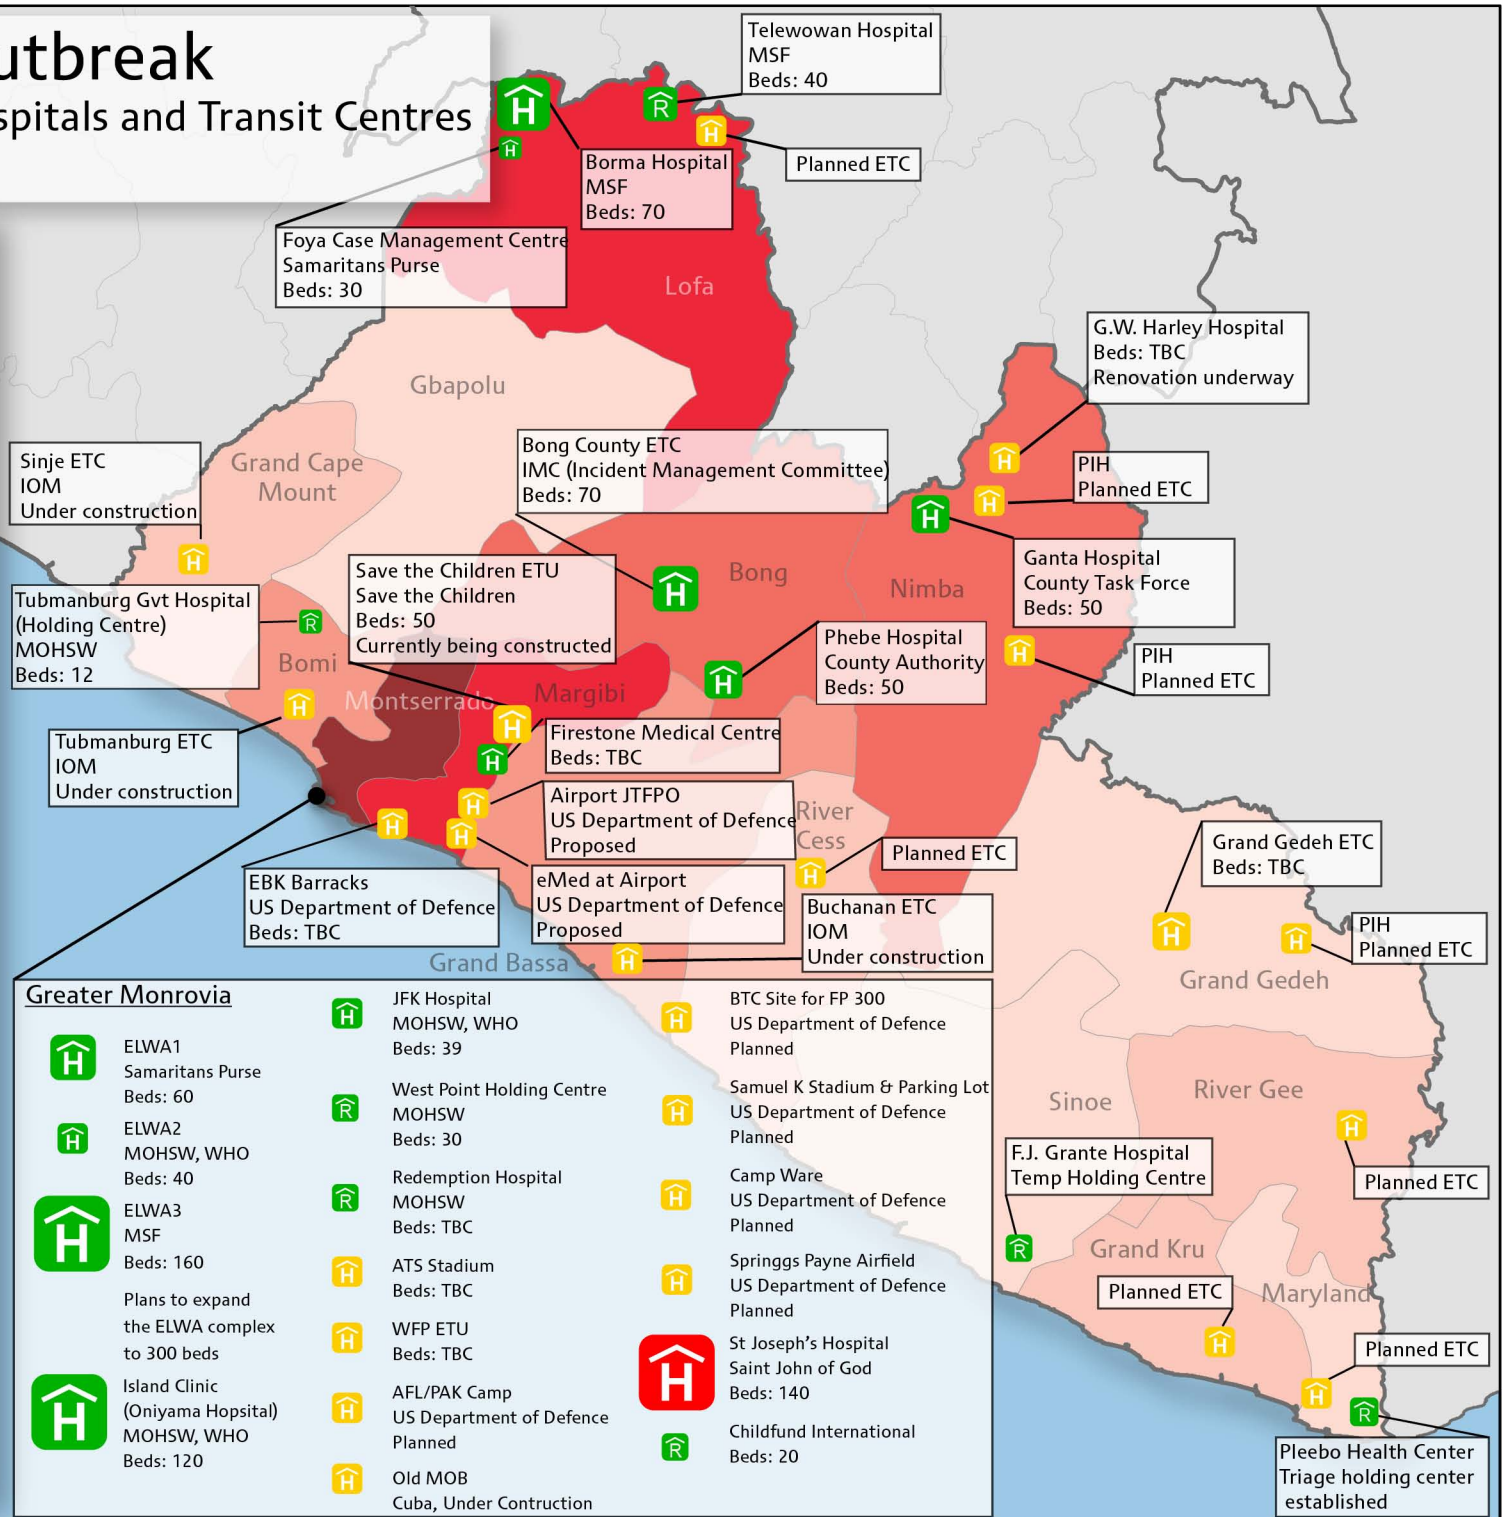 utbreak
spitals and Transit Centres
Telewowan Hospital
MSF
Beds: 40
Planned ETC
Borma Hospital
MSF
Beds: 70
Foya Case Management Centre
Samaritans Purse
Beds: 30
Lofa
G.W. Harley Hospital
Beds: TBC
Renovation underway
Gbapolu
Bong County ETC
IMC (Incident Management Committee)
Beds: 70
Sinje ETC
IOM
Under construction
Grand Cape
Mount
PIH
Planned ETC
Ganta Hospital
County Task Force
Beds: 50
Bong
Nimba
Save the Children ETU
Save the Children
Beds: 50
Currently being constructed
Tubmanburg Gvt Hospital
(Holding Centre)
MOHSW
Beds: 12
Phebe Hospital
County Authority
Beds: 50
PIH
Planned ETC
Bomi
Montserrado
Margibi
Firestone Medical Centre
Beds: TBC
Tubmanburg ETC
IOM
Under construction
Airport JTFPO
US Department of Defence
Proposed
River
Cess
Planned ETC
Grand Gedeh ETC
Beds: TBC
EBK Barracks
US Department of Defence
Beds: TBC
eMed at Airport
US Department of Defence
Proposed
Buchanan ETC
IOM
Under construction
PIH
Planned ETC
Grand Bassa
Grand Gedeh
Greater Monrovia
ELWA1
Samaritans Purse
Beds: 60
ELWA2
MOHSW, WHO
Beds: 40
ELWA3
MSF
Beds: 160
Plans to expand
the ELWA complex
to 300 beds
Island Clinic
(Oniyama Hopsital)
MOHSW, WHO
Beds: 120
JFK Hospital
MOHSW, WHO
Beds: 39
West Point Holding Centre
MOHSW
Beds: 30
Redemption Hospital
MOHSW
Beds: TBC
ATS Stadium
Beds: TBC
WFP ETU
Beds: TBC
AFL/PAK Camp
US Department of Defence
Planned
Old MOB
Cuba, Under Contruction
BTC Site for FP 300
US Department of Defence
Planned
Samuel K Stadium & Parking Lot
US Department of Defence
Planned
Camp Ware
US Department of Defence
Planned
Springgs Payne Airfield
US Department of Defence
Planned
St Joseph's Hospital
Saint John of God
Beds: 140
Childfund International
Beds: 20
Sinoe
River Gee
F.J. Grante Hospital
Temp Holding Centre
Planned ETC
Grand Kru
Planned ETC
Maryland
Planned ETC
Pleebo Health Center
Triage holding center
established